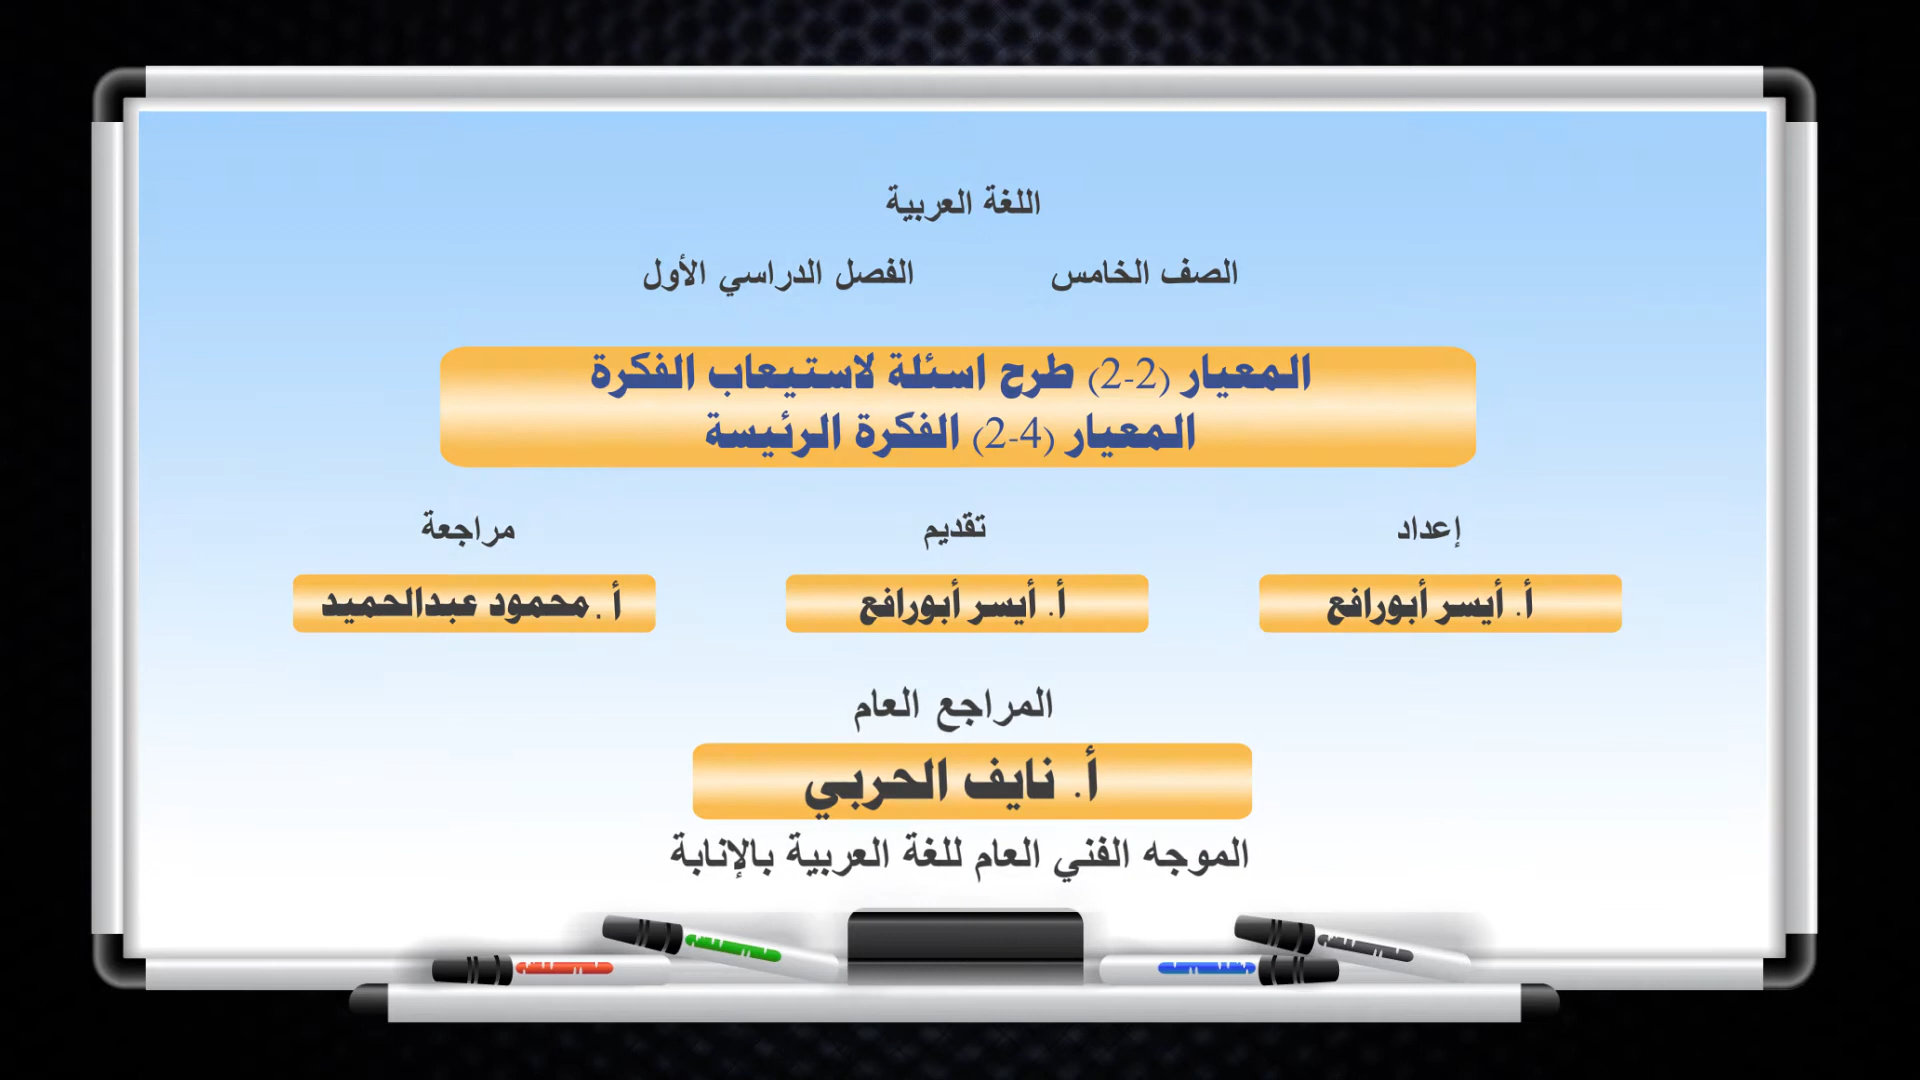 اللغة العربية
الصف الخامس الفصل الدراسي الأول
المعيار (2-2) طرح اسئلة لاستيعاب الفكرة
المعيار (4-2) الفكرة الرئيسة
إعداد تقديم مراجعة
أ. أيسر أبورافع أ. أيسر أبورافع أ. محمود عبدالحميد
المراجع العام
أ. نايف الحربي
الموجه الفني العام للغة العربية بالإنابة